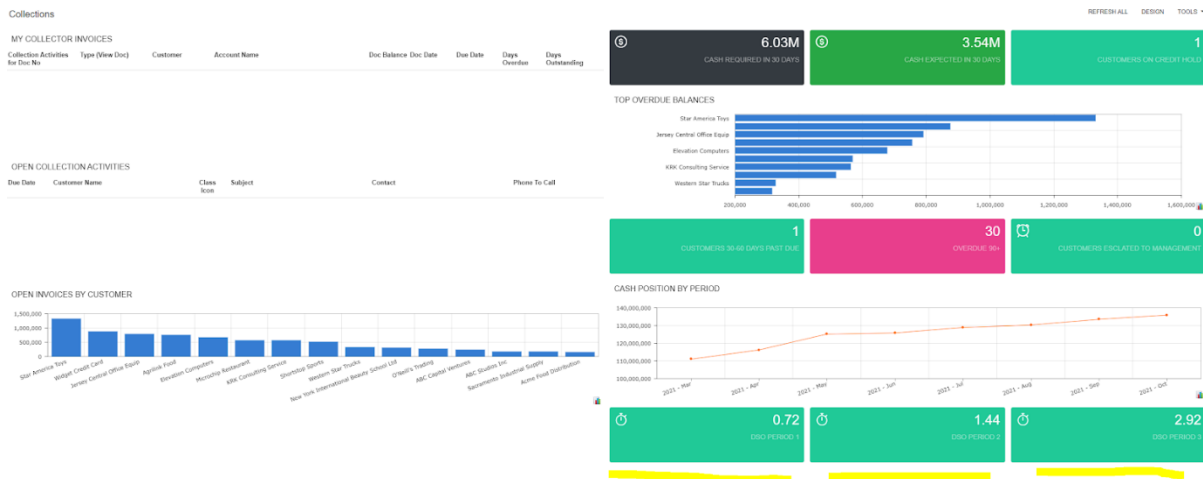 Collections
REFRESH ALL DESIGN TOOLS
MY COLLECTOR INVOICES
Collection Activities for Doc No
Type (View Doc)
Customer
Account Name
Doc Balance
Doc Date
Due Date
Days Overdue
Days Outstanding
OPEN COLLECTION ACTIVITIES
Due Date
Customer Name
Class Icon
Subject
Contact
Phone To Call
OPEN INVOICES BY CUSTOMER
1,500,000
1,000,000
500,000
0
Star America Toys
Widget Credit Card
Jersey Central Office Equip
Aprilink Food
Elevation Computers
Microchip Restaurant
KRK Consulting Service
Shortstop Sports
Western Star Trucks
New York International Beauty School Ltd
O'Neil's Trading
ABC Capital Ventures
ABC Studios Inc
Sacramento Industrial Supply
Acme Food Distribution
6.03M
CASH REQUIRED IN 30 DAYS
3.54M
CASH EXPECTED IN 30 DAYS
1
CUSTOMERS ON CREDIT HOLD
TOP OVERDUE BALANCES
Star America Toys
Jersey Central Office Equip
Elevation Computers
KRK Consulting Service
Western Star Trucks
200,000
400,000
600,000
800,000
1,000,000
1,200,000
1,400,000
1,600,000
1
CUSTOMERS 30-60 DAYS PAST DUE
30
OVERDUE 90+
0
CUSTOMERS ESCLATED TO MANAGEMENT
CASH POSITION BY PERIOD
140,000,000
130,000,000
120,000,000
110,000,000
100,000,000
2021 - Mar
2021 - Apr
2021 - May
2021 - Jun
2021 - Jul
2021 - Aug
2021 - Sep
2021 - Oct
0.72
DSO PERIOD 1
1.44
DSO PERIOD 2
2.92
DSO PERIOD 3